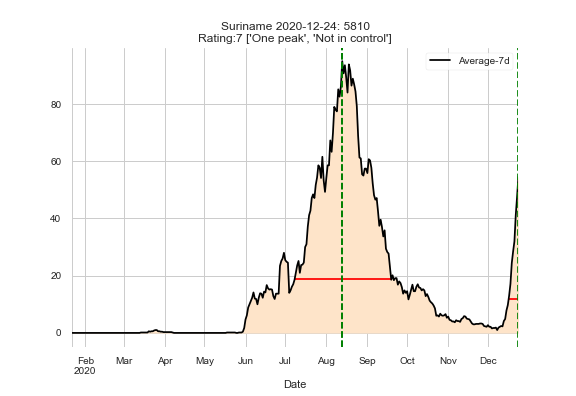 Suriname 2020-12-24: 5810
Rating:7 ['One peak', 'Not in control']
Average-7d
80
60
40
20
0
Feb Mar Apr May Jun Jul Aug Sep Oct Nov Dec
2020
Date